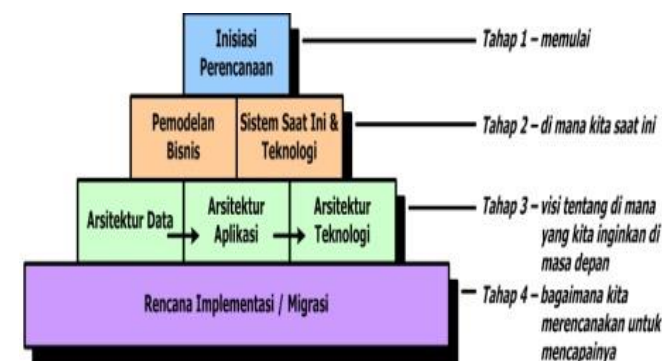 Inisiasi
Perencanaan
Tahap 1 – memulai
Pemodelan
Bisnis
Sistem Saat Ini &
Teknologi
Tahap 2 – di mana kita saat ini
Arsitektur Data
Arsitektur
Aplikasi
Arsitektur
Teknologi
Tahap 3 – visi tentang di mana
yang kita inginkan di
masa depan
Rencana Implementasi / Migrasi
Tahap 4 – bagaimana kita
merencanakan untuk
mencapainya